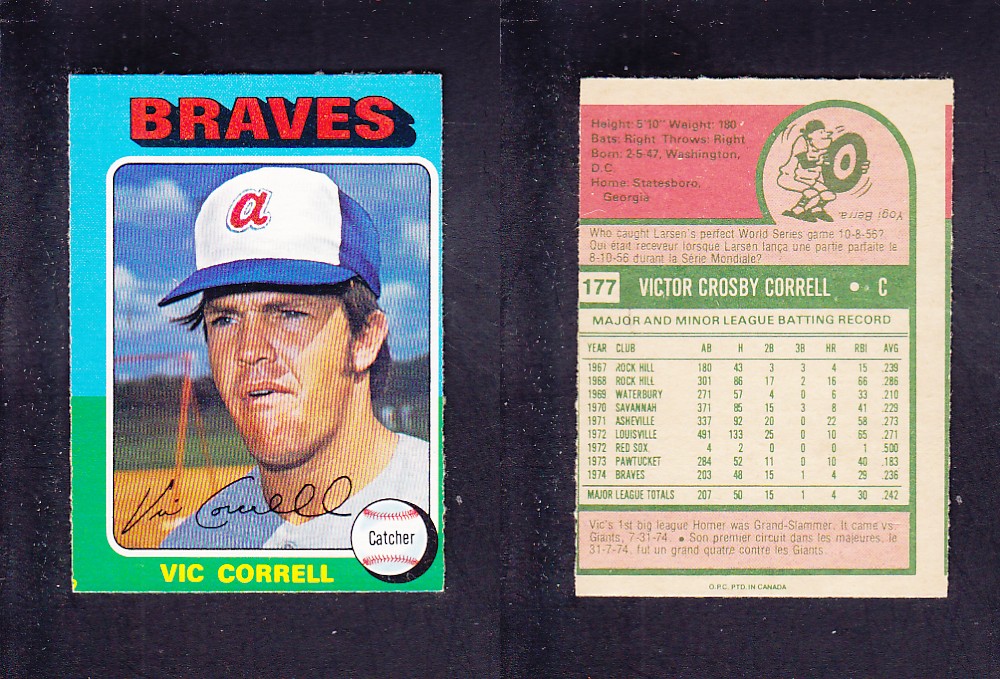 BRAVES
a
Vic Correll
Catcher
VIC CORRELL
Height: 5'10" Weight: 180
Bats: Right Throws: Right
Born: 2-5-47, Washington,
D.C.
Home: Statesboro,
Georgia
Yogi Berra
Who caught Larsen's perfect World Series game 10-8-56?
Qui était receveur lorsque Larsen lança une partie parfaite le
8-10-56 durant la Série Mondiale?
177 VICTOR CROSBY CORRELL • C
MAJOR AND MINOR LEAGUE BATTING RECORD
YEAR CLUB AB H 2B 3B HR RBI AVG
1967 ROCK HILL 180 43 3 3 4 15 .239
1968 ROCK HILL 301 86 17 2 16 66 .286
1969 WATERBURY 271 57 4 0 6 33 .210
1970 SAVANNAH 371 85 15 3 8 41 .229
1971 ASHEVILLE 337 92 20 0 22 58 .273
1972 LOUISVILLE 491 133 25 0 10 65 .271
1972 RED SOX 4 2 0 0 0 1 .500
1973 PAWTUCKET 284 52 11 0 10 40 .183
1974 BRAVES 203 48 15 1 4 29 .236
MAJOR LEAGUE TOTALS 207 50 15 1 4 30 .242
Vic's 1st big league Homer was Grand-Slammer. It came vs.
Giants, 7-31-74. • Son premier circuit dans les majeures, le
31-7-74, fut un grand quatre contre les Giants.
O.P.C. PTD. IN CANADA